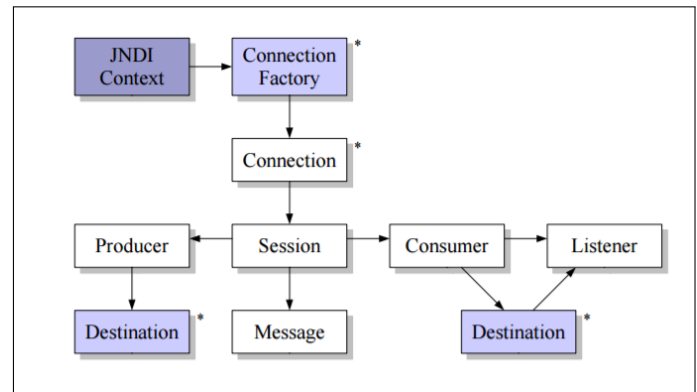 JNDI
Context
Connection
Factory
*
Connection
*
Producer
Session
Consumer
Listener
Destination
*
Message
Destination
*